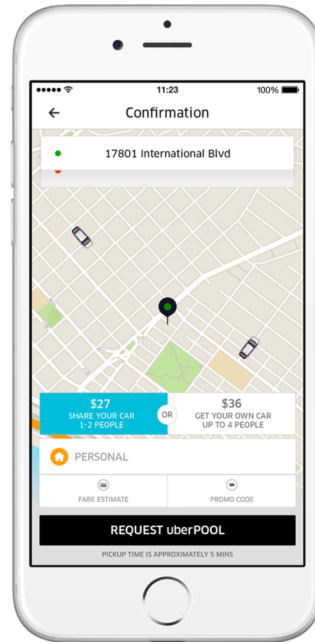 11:23
100%
Confirmation
17801 International Blvd
$27
SHARE YOUR CAR
1-2 PEOPLE
OR
$36
GET YOUR OWN CAR
UP TO 4 PEOPLE
PERSONAL
FARE ESTIMATE
PROMO CODE
REQUEST uberPOOL
PICKUP TIME IS APPROXIMATELY 5 MINS